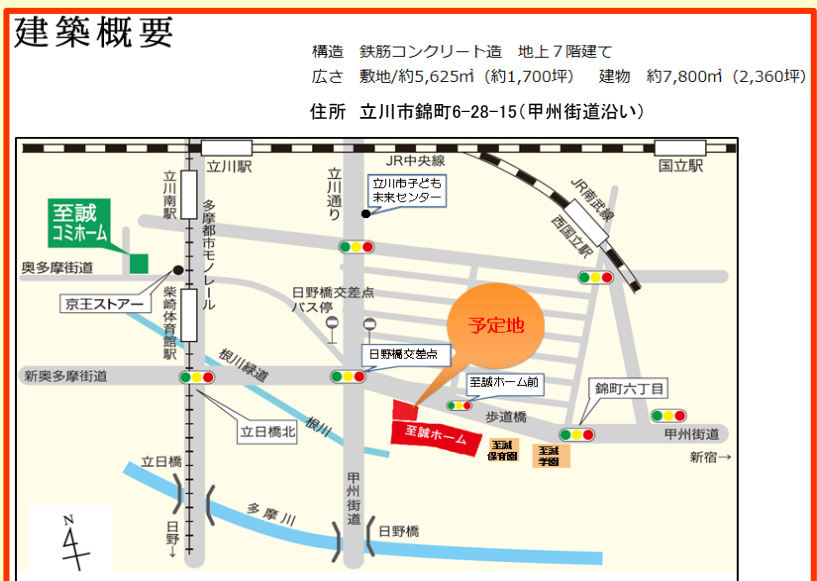 建築概要
構造　鉄筋コンクリート造　地上７階建て
広さ　敷地/約5,625㎡（約1,700坪）　建物　約7,800㎡（2,360坪）
住所　立川市錦町6-28-15(甲州街道沿い)
立川駅
JR中央線
国立駅
立川南駅
多摩都市モノレール
立川通り
立川市子ども
未来センター
JR南武線
西国立駅
至誠
コミホーム
奥多摩街道
京王ストアー
柴崎体育館駅
日野橋交差点
バス停
予定地
根川緑道
日野橋交差点
至誠ホーム前
新奥多摩街道
錦町六丁目
歩道橋
立日橋北
根川
至誠ホーム
甲州街道
至誠
保育園
至誠
学園
新宿→
立日橋
甲州街道
多摩川
日野橋
日野→
N